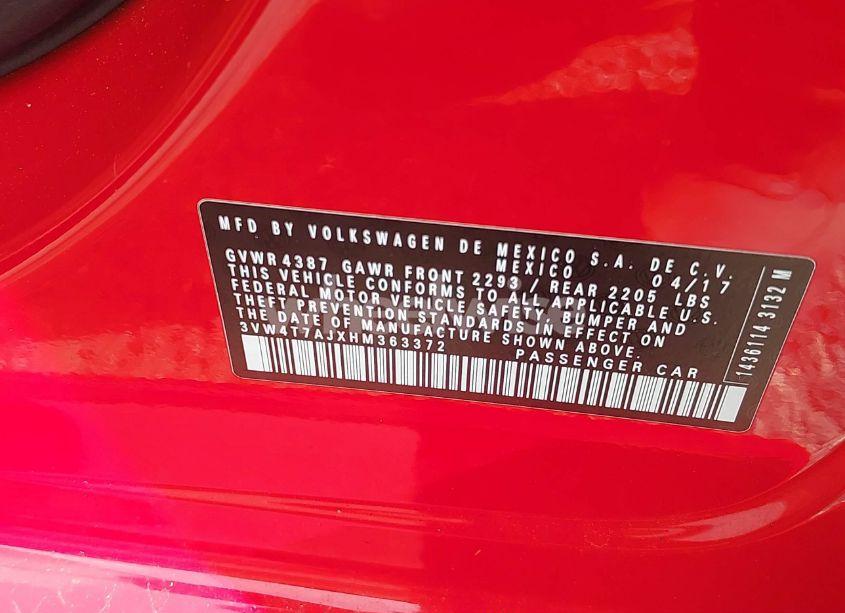 MFD BY VOLKSWAGEN DE MEXICO S.A. DE C.V.
MEXICO 04/17
GVWR 4387 GAWR FRONT 2293 / REAR 2205 LBS
THIS VEHICLE CONFORMS TO ALL APPLICABLE U.S.
FEDERAL MOTOR VEHICLE SAFETY, BUMPER AND
THEFT PREVENTION STANDARDS IN EFFECT ON
THE DATE OF MANUFACTURE SHOWN ABOVE.
3VW4T7AJXHM363372 PASSENGER CAR
1436114 3132 M